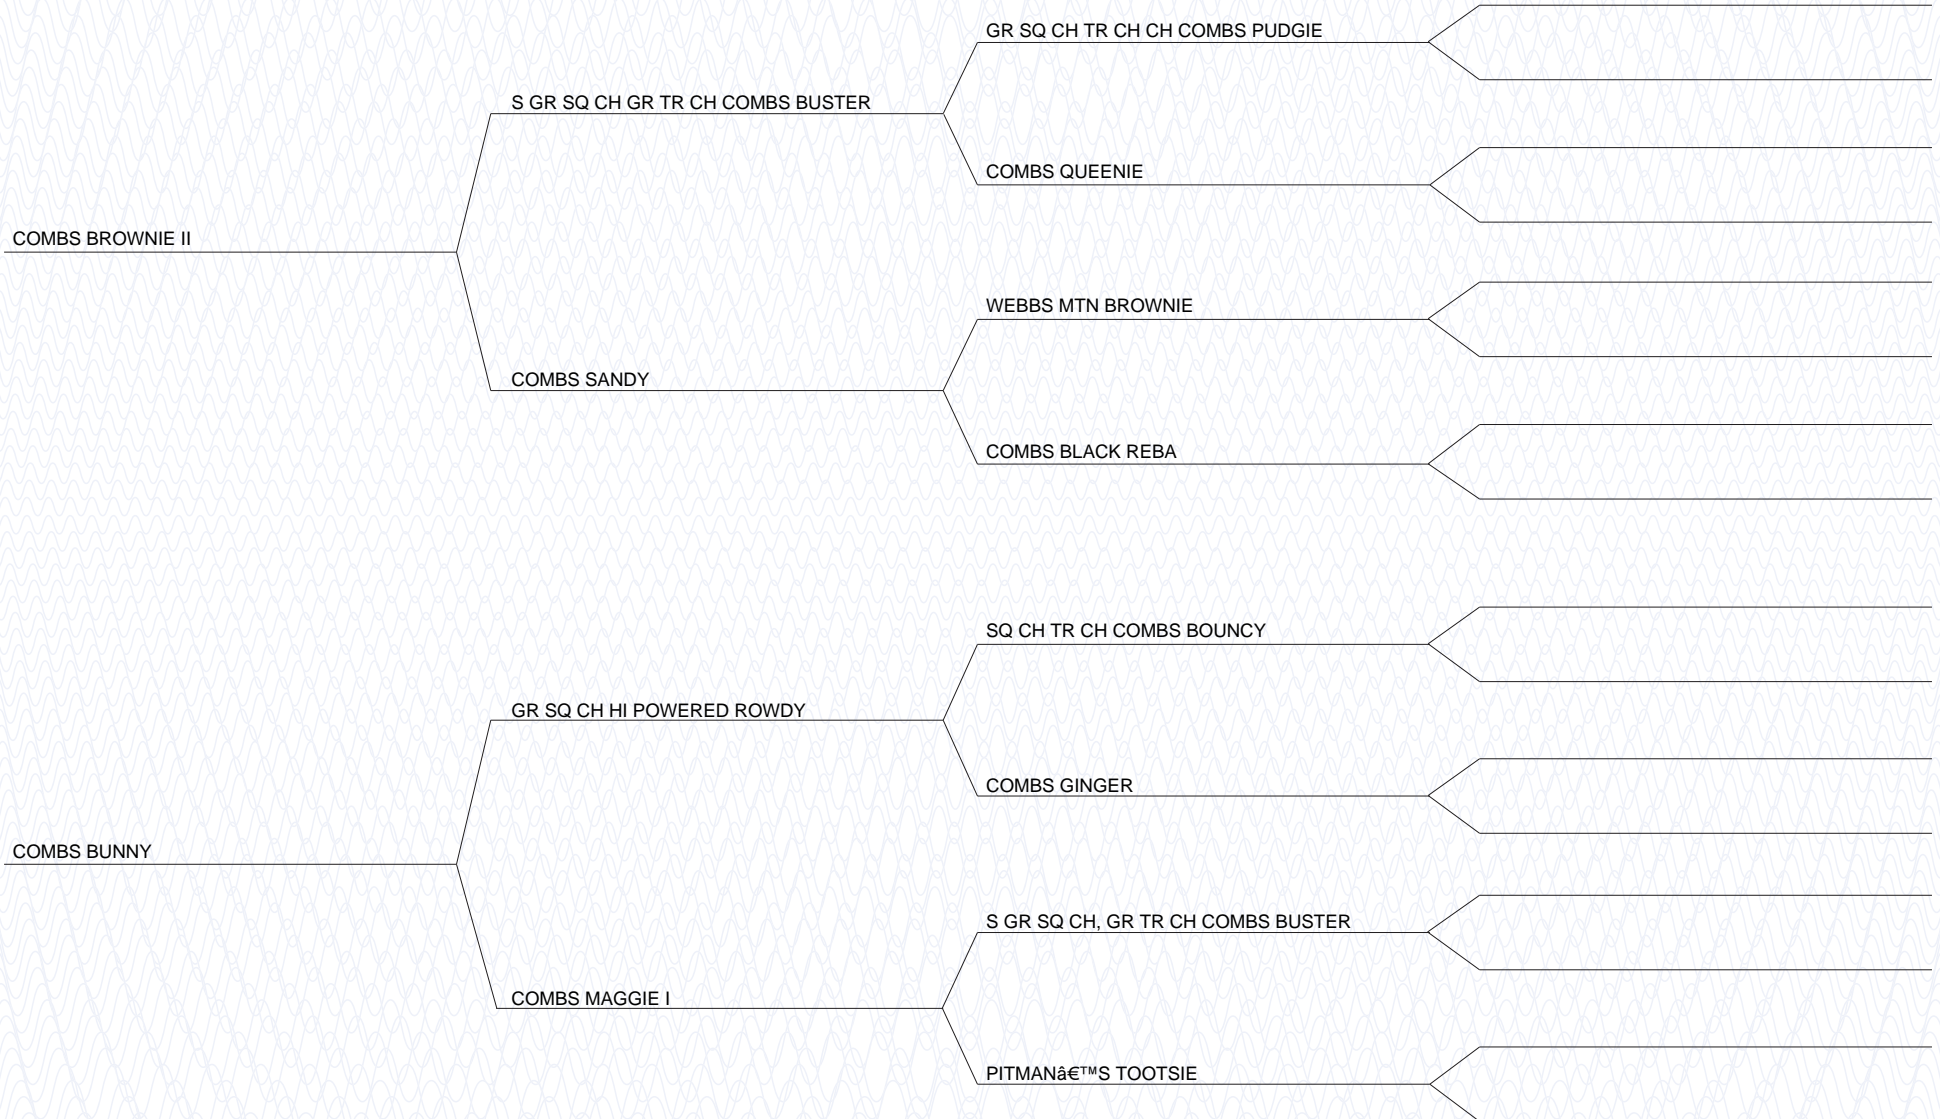 GR SQ CH TR CH CH COMBS PUDGIE
S GR SQ CH GR TR CH COMBS BUSTER
COMBS QUEENIE
COMBS BROWNIE II
WEBBS MTN BROWNIE
COMBS SANDY
COMBS BLACK REBA
SQ CH TR CH COMBS BOUNCY
GR SQ CH HI POWERED ROWDY
COMBS GINGER
COMBS BUNNY
S GR SQ CH, GR TR CH COMBS BUSTER
COMBS MAGGIE I
PITMANâ€™S TOOTSIE